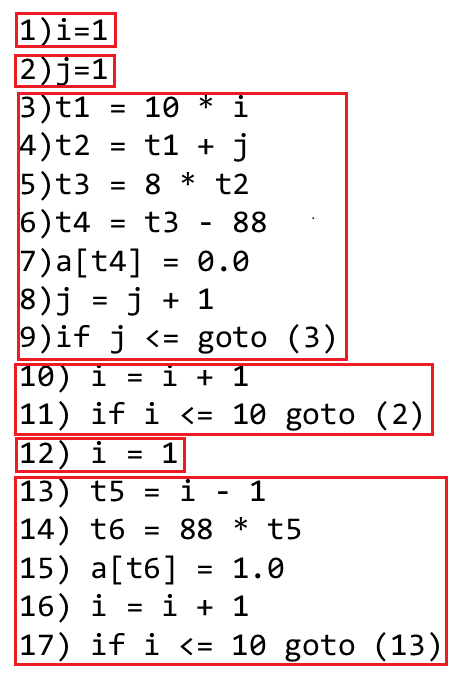 1)i=1
2)j=1
3)t1 = 10 * i
4)t2 = t1 + j
5)t3 = 8 * t2
6)t4 = t3 - 88
7)a[t4] = 0.0
8)j = j + 1
9)if j <= goto (3)
10) i = i + 1
11) if i <= 10 goto (2)
12) i = 1
13) t5 = i - 1
14) t6 = 88 * t5
15) a[t6] = 1.0
16) i = i + 1
17) if i <= 10 goto (13)